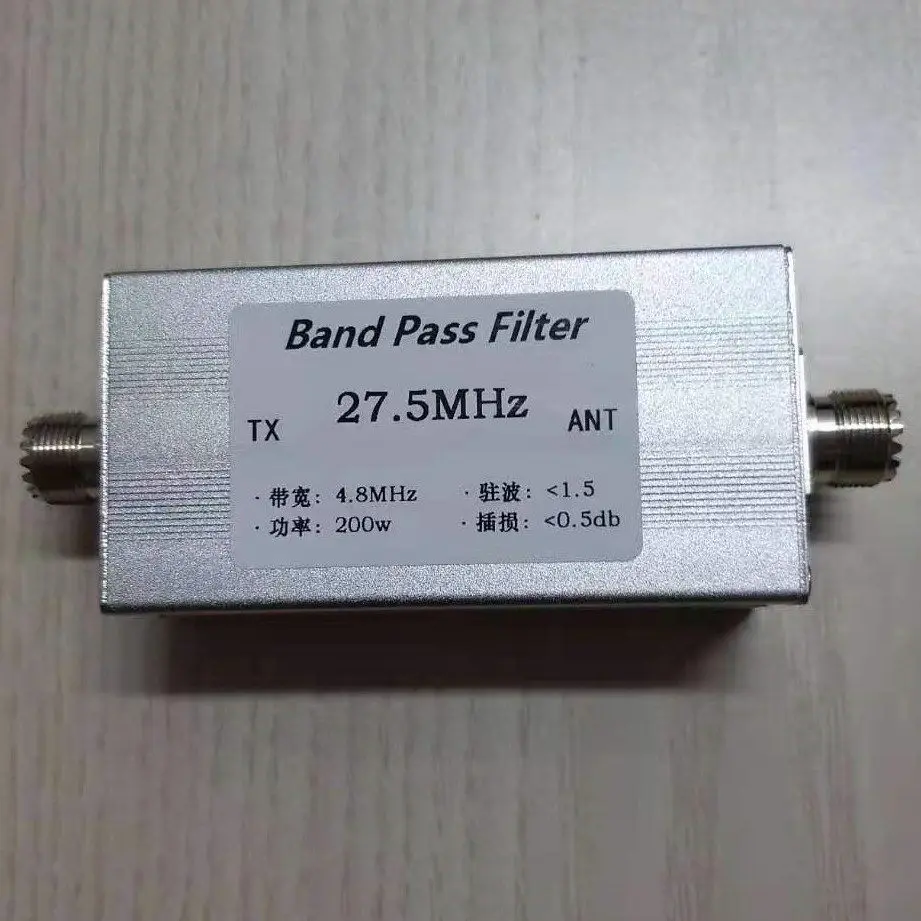 Band Pass Filter
27.5MHz
TX ANT
· 带宽: 4.8MHz · 驻波: <1.5
· 功率: 200w · 插损: <0.5db